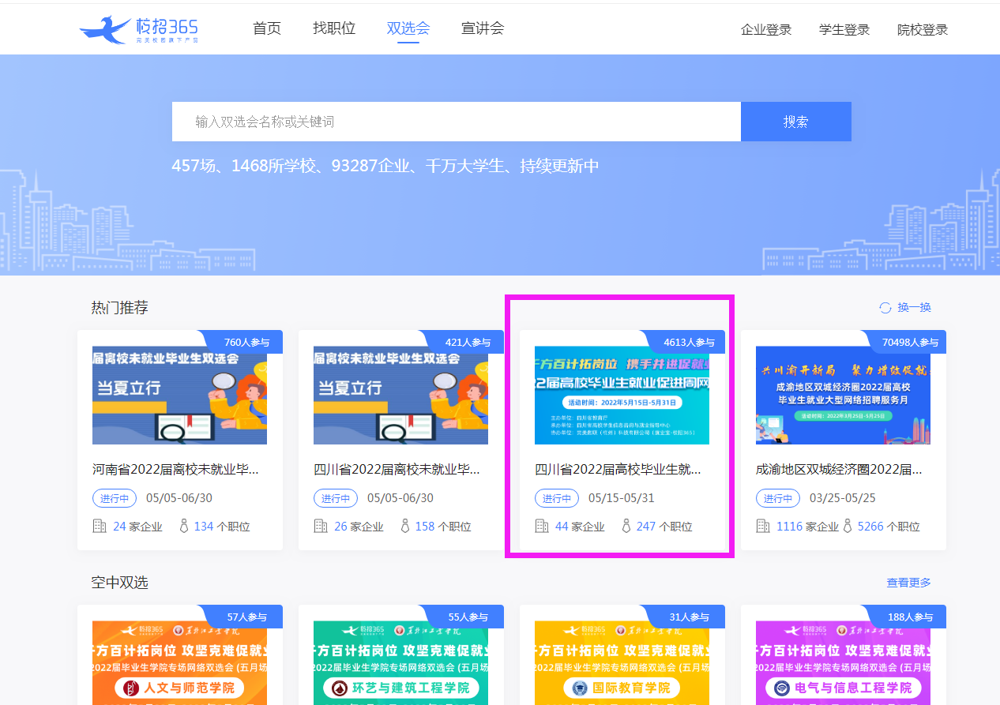 校招365
完美校园旗下产品
首页
找职位
双选会
宣讲会
企业登录
学生登录
院校登录
输入双选会名称或关键词
搜索
457场、1468所学校、93287企业、千万大学生、持续更新中
热门推荐
换一换
760人参与
届离校未就业毕业生双选会
当夏立行
河南省2022届离校未就业毕...
进行中
05/05-06/30
24 家企业
134 个职位
421人参与
届离校未就业毕业生双选会
当夏立行
四川省2022届离校未就业毕...
进行中
05/05-06/30
26 家企业
158 个职位
4613人参与
千方百计拓岗位 携手并进促就业
22届高校毕业生就业促进周网
活动时间：2022年5月15日-5月31日
主办单位：四川省教育厅
四川省2022届高校毕业生就...
进行中
05/15-05/31
44 家企业
247 个职位
70498人参与
兴川渝开新局 聚力增效促就业
成渝地区双城经济圈2022届高校
毕业生就业大型网络招聘服务月
活动时间：2022年3月25日-5月25日
成渝地区双城经济圈2022届...
进行中
03/25-05/25
1116 家企业
5266 个职位
空中双选
查看更多
57人参与
校招365
千方百计拓岗位 攻坚克难促就业
2022届毕业生学院专场网络双选会 (五月场
人文与师范学院
55人参与
校招365
千方百计拓岗位 攻坚克难促就业
2022届毕业生学院专场网络双选会 (五月场
环艺与建筑工程学院
31人参与
校招365
千方百计拓岗位 攻坚克难促就业
2022届毕业生学院专场网络双选会 (五月场
国际教育学院
188人参与
校招365
千方百计拓岗位 攻坚克难促就业
2022届毕业生学院专场网络双选会 (五月场
电气与信息工程学院